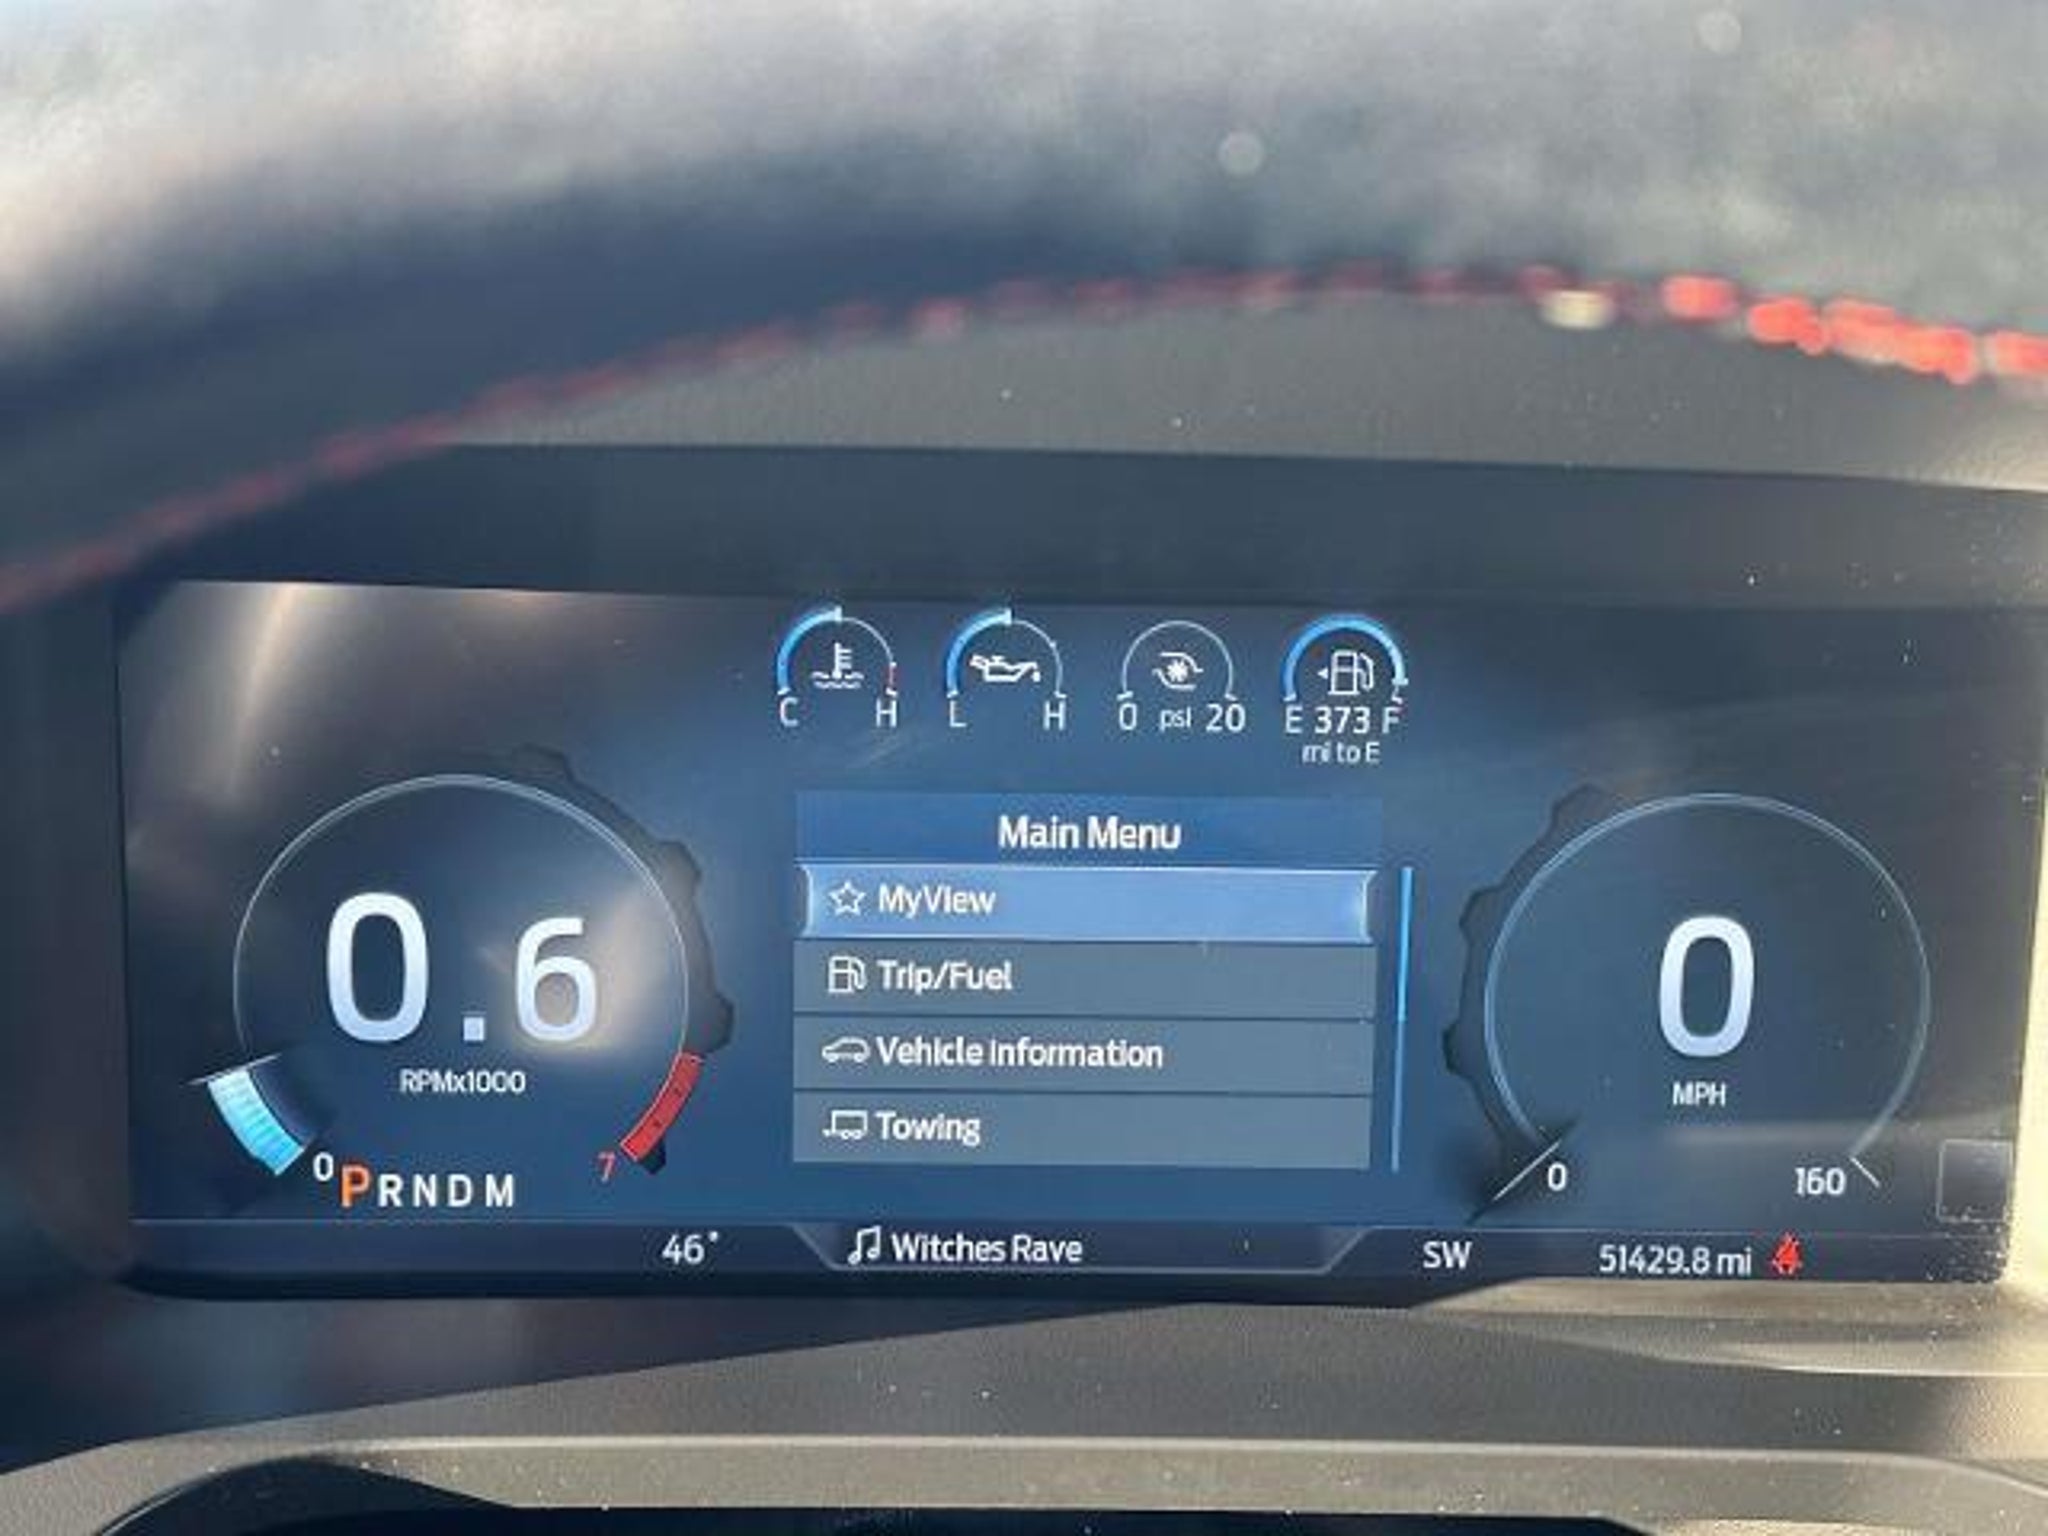 C H
L H
0 psi 20
E 373 F
mi to E
Main Menu
MyView
Trip/Fuel
Vehicle Information
Towing
0.6
RPMx1000
0
7
PRNDM
0
MPH
0
160
46°
Witches Rave
SW
51429.8 mi